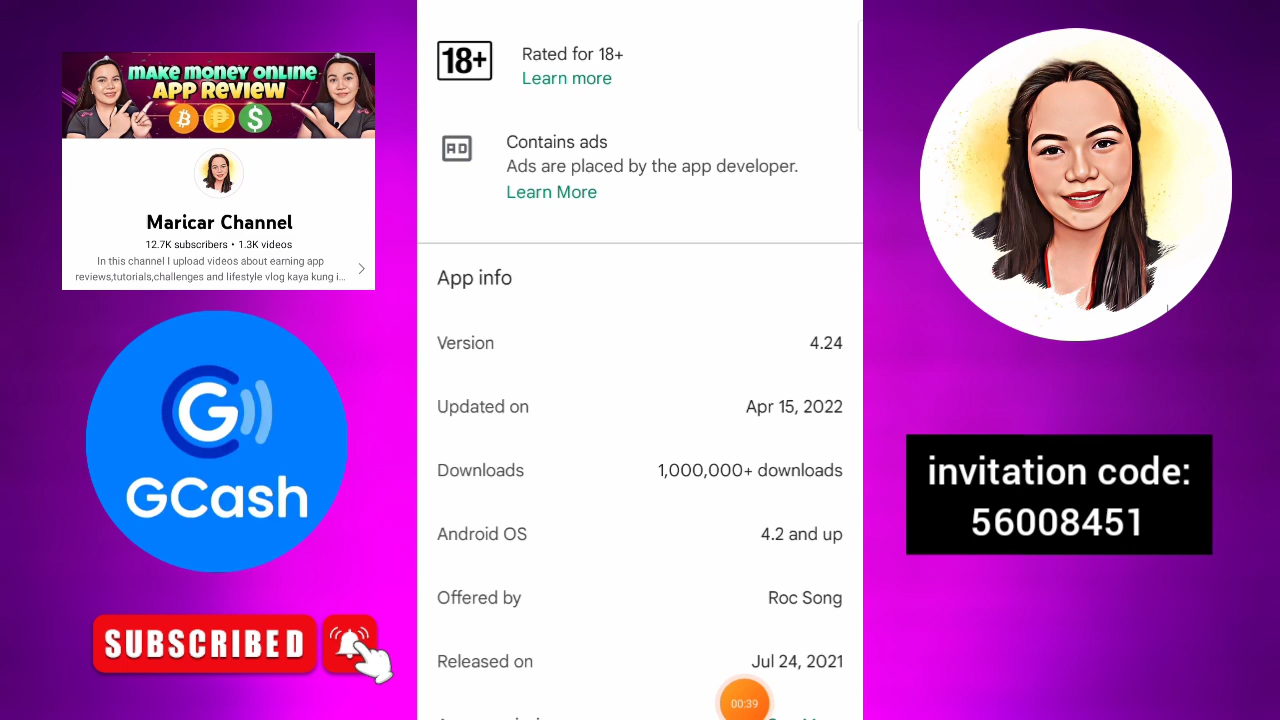 MAKE MONEY ONLINE
APP REVIEW
Maricar Channel
12.7K subscribers • 1.3K videos
In this channel I upload videos about earning app
reviews,tutorials,challenges and lifestyle vlog kaya kung i...
G
GCash
SUBSCRIBED
18+
Rated for 18+
Learn more
AD
Contains ads
Ads are placed by the app developer.
Learn More
App info
Version 4.24
Updated on Apr 15, 2022
Downloads 1,000,000+ downloads
Android OS 4.2 and up
Offered by Roc Song
Released on Jul 24, 2021
00:39
invitation code:
56008451